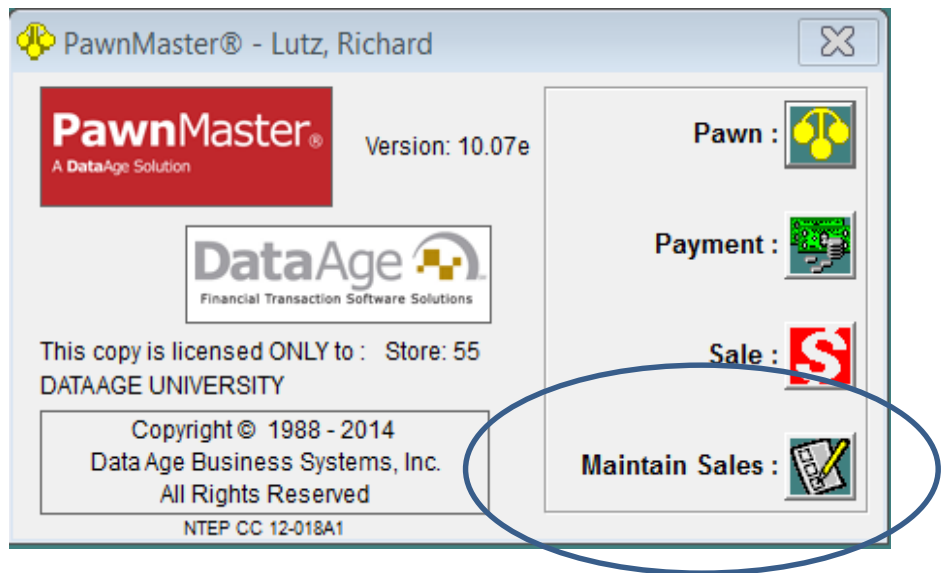 PawnMaster® - Lutz, Richard
PawnMaster®
A DataAge Solution
Version: 10.07e
DataAge
Financial Transaction Software Solutions
This copy is licensed ONLY to : Store: 55
DATAAGE UNIVERSITY
Copyright © 1988 - 2014
Data Age Business Systems, Inc.
All Rights Reserved
NTEP CC 12-018A1
Pawn :
Payment :
Sale :
Maintain Sales :